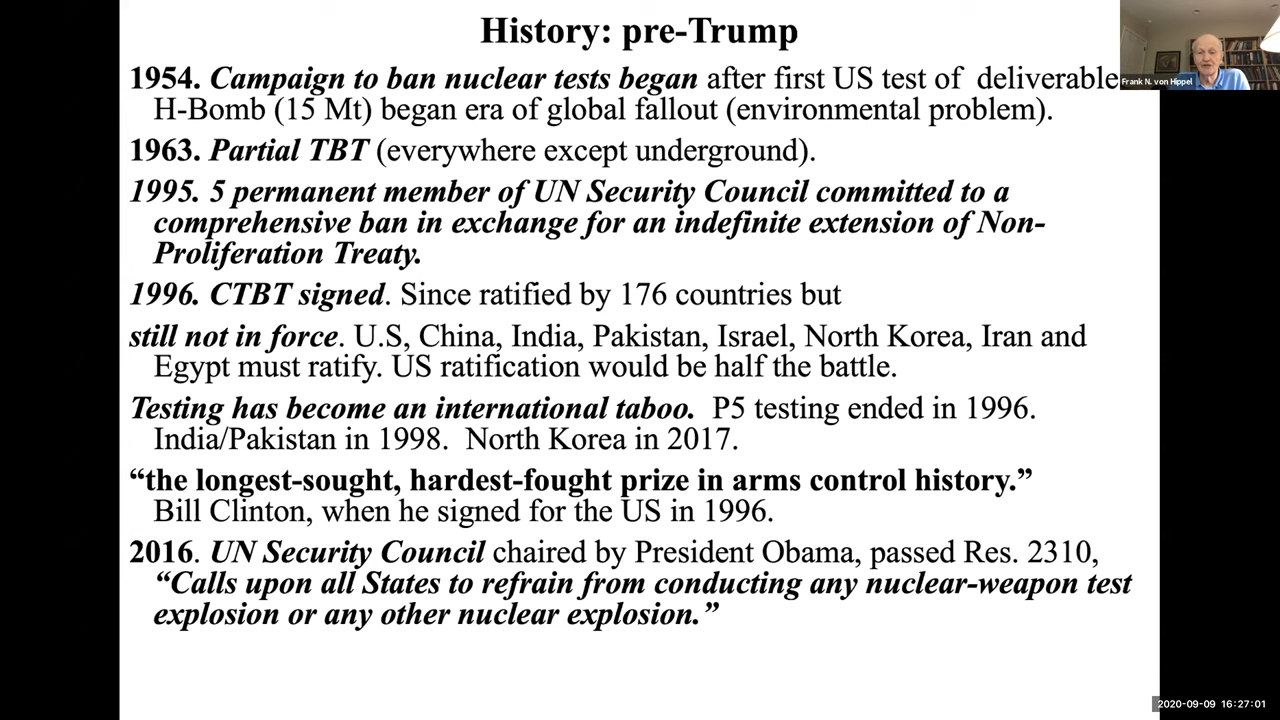 History: pre-Trump
1954. Campaign to ban nuclear tests began after first US test of deliverable
H-Bomb (15 Mt) began era of global fallout (environmental problem).
1963. Partial TBT (everywhere except underground).
1995. 5 permanent member of UN Security Council committed to a
comprehensive ban in exchange for an indefinite extension of Non-
Proliferation Treaty.
1996. CTBT signed. Since ratified by 176 countries but
still not in force. U.S, China, India, Pakistan, Israel, North Korea, Iran and
Egypt must ratify. US ratification would be half the battle.
Testing has become an international taboo. P5 testing ended in 1996.
India/Pakistan in 1998. North Korea in 2017.
“the longest-sought, hardest-fought prize in arms control history.”
Bill Clinton, when he signed for the US in 1996.
2016. UN Security Council chaired by President Obama, passed Res. 2310,
“Calls upon all States to refrain from conducting any nuclear-weapon test
explosion or any other nuclear explosion.”
Frank N. von Hippel
2020-09-09 16:27:01